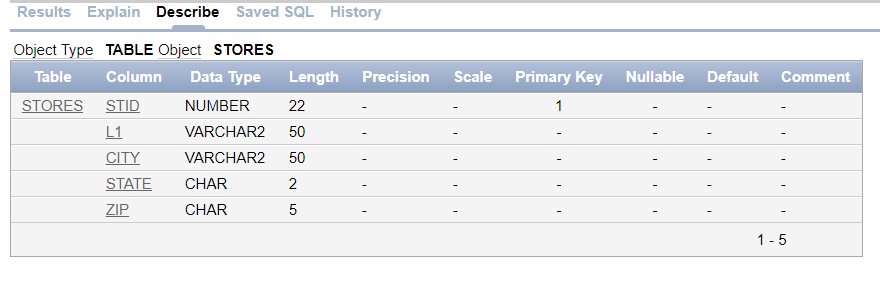 Results Explain Describe Saved SQL History
Object Type TABLE Object STORES
Table Column Data Type Length Precision Scale Primary Key Nullable Default Comment
STORES STID NUMBER 22 - - 1 - - -
L1 VARCHAR2 50 - - - - - -
CITY VARCHAR2 50 - - - - - -
STATE CHAR 2 - - - - - -
ZIP CHAR 5 - - - - - -
1 - 5